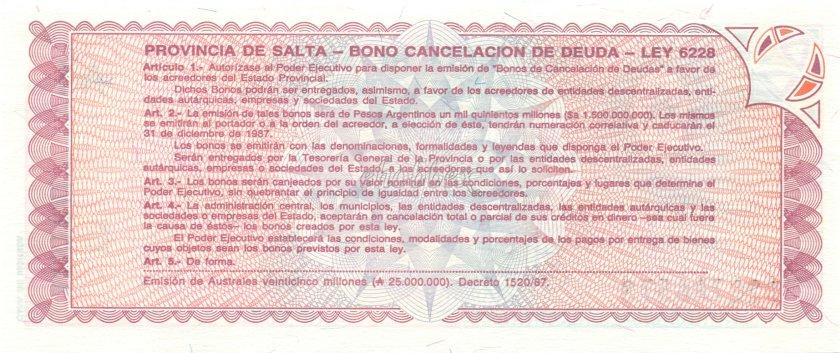 PROVINCIA DE SALTA – BONO CANCELACION DE DEUDA – LEY 6228
Artículo 1.- Autorízase al Poder Ejecutivo para disponer la emisión de "Bonos de Cancelación de Deudas" a favor de
los acreedores del Estado Provincial.
Dichos Bonos podrán ser entregados, asimismo, a favor de los acreedores de entidades descentralizadas, enti-
dades autárquicas, empresas y sociedades del Estado.
Art. 2.- La emisión de tales bonos será de Pesos Argentinos un mil quinientos millones ($a 1.500.000.000). Los mismos
se emitirán al portador o a la orden del acreedor, a elección de éste, tendrán numeración correlativa y caducarán el
31 de diciembre de 1987.
Los bonos se emitirán con las denominaciones, formalidades y leyendas que disponga el Poder Ejecutivo.
Serán entregados por la Tesorería General de la Provincia o por las entidades descentralizadas, entidades
autárquicas, empresas o sociedades del Estado a los acreedores que así lo soliciten.
Art. 3.- Los bonos serán canjeados por su valor nominal en las condiciones, porcentajes y lugares que determine el
Poder Ejecutivo, sin quebrantar el principio de igualdad entre los acreedores.
Art. 4.- La administración central, los municipios, las entidades descentralizadas, las entidades autárquicas y las
sociedades o empresas del Estado, aceptarán en cancelación total o parcial de sus créditos en dinero –sea cual fuere
la causa de éstos– los bonos creados por esta ley.
El Poder Ejecutivo establecerá las condiciones, modalidades y porcentajes de los pagos por entrega de bienes
cuyos objetos sean los bonos previstos por esta ley.
Art. 5.- De forma.
Emisión de Australes veinticinco millones (₳ 25.000.000). Decreto 1520/87.